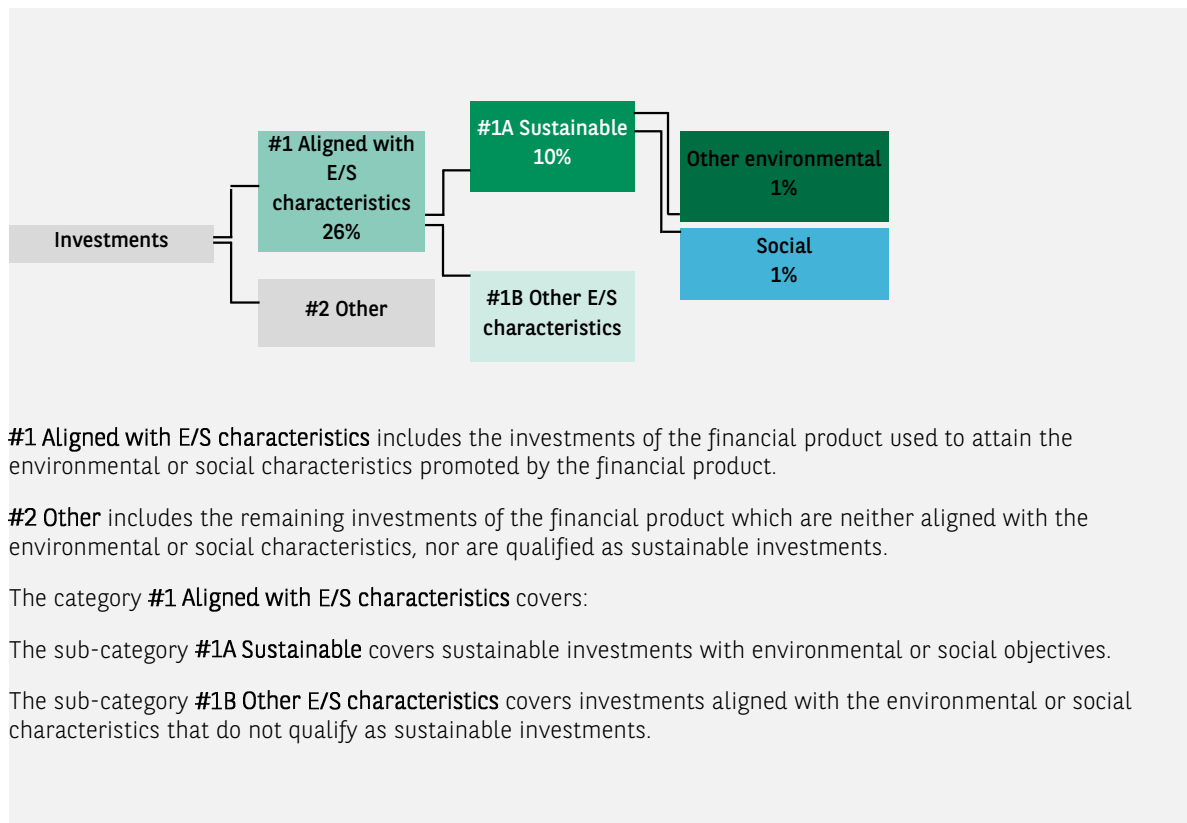 #1A Sustainable
10%
#1 Aligned with
E/S
characteristics
26%
Other environmental
1%
Investments
Social
1%
#2 Other
#1B Other E/S
characteristics
#1 Aligned with E/S characteristics includes the investments of the financial product used to attain the
environmental or social characteristics promoted by the financial product.
#2 Other includes the remaining investments of the financial product which are neither aligned with the
environmental or social characteristics, nor are qualified as sustainable investments.
The category #1 Aligned with E/S characteristics covers:
The sub-category #1A Sustainable covers sustainable investments with environmental or social objectives.
The sub-category #1B Other E/S characteristics covers investments aligned with the environmental or social
characteristics that do not qualify as sustainable investments.